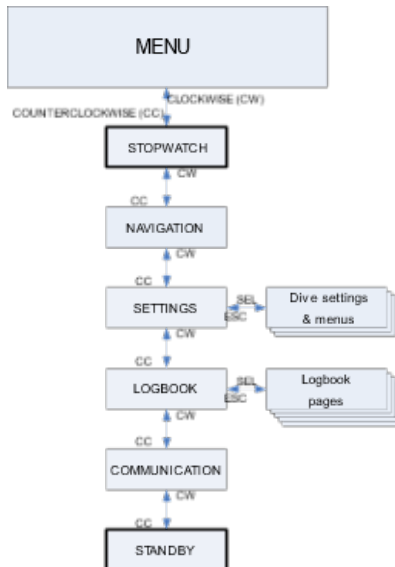 MENU
CLOCKWISE (CW)
COUNTERCLOCKWISE (CC)
STOPWATCH
CW
CC
NAVIGATION
CW
CC
SETTINGS
SEL
ESC
Dive settings
& menus
CW
CC
LOGBOOK
SEL
ESC
Logbook
pages
CW
CC
COMMUNICATION
CW
CC
STANDBY